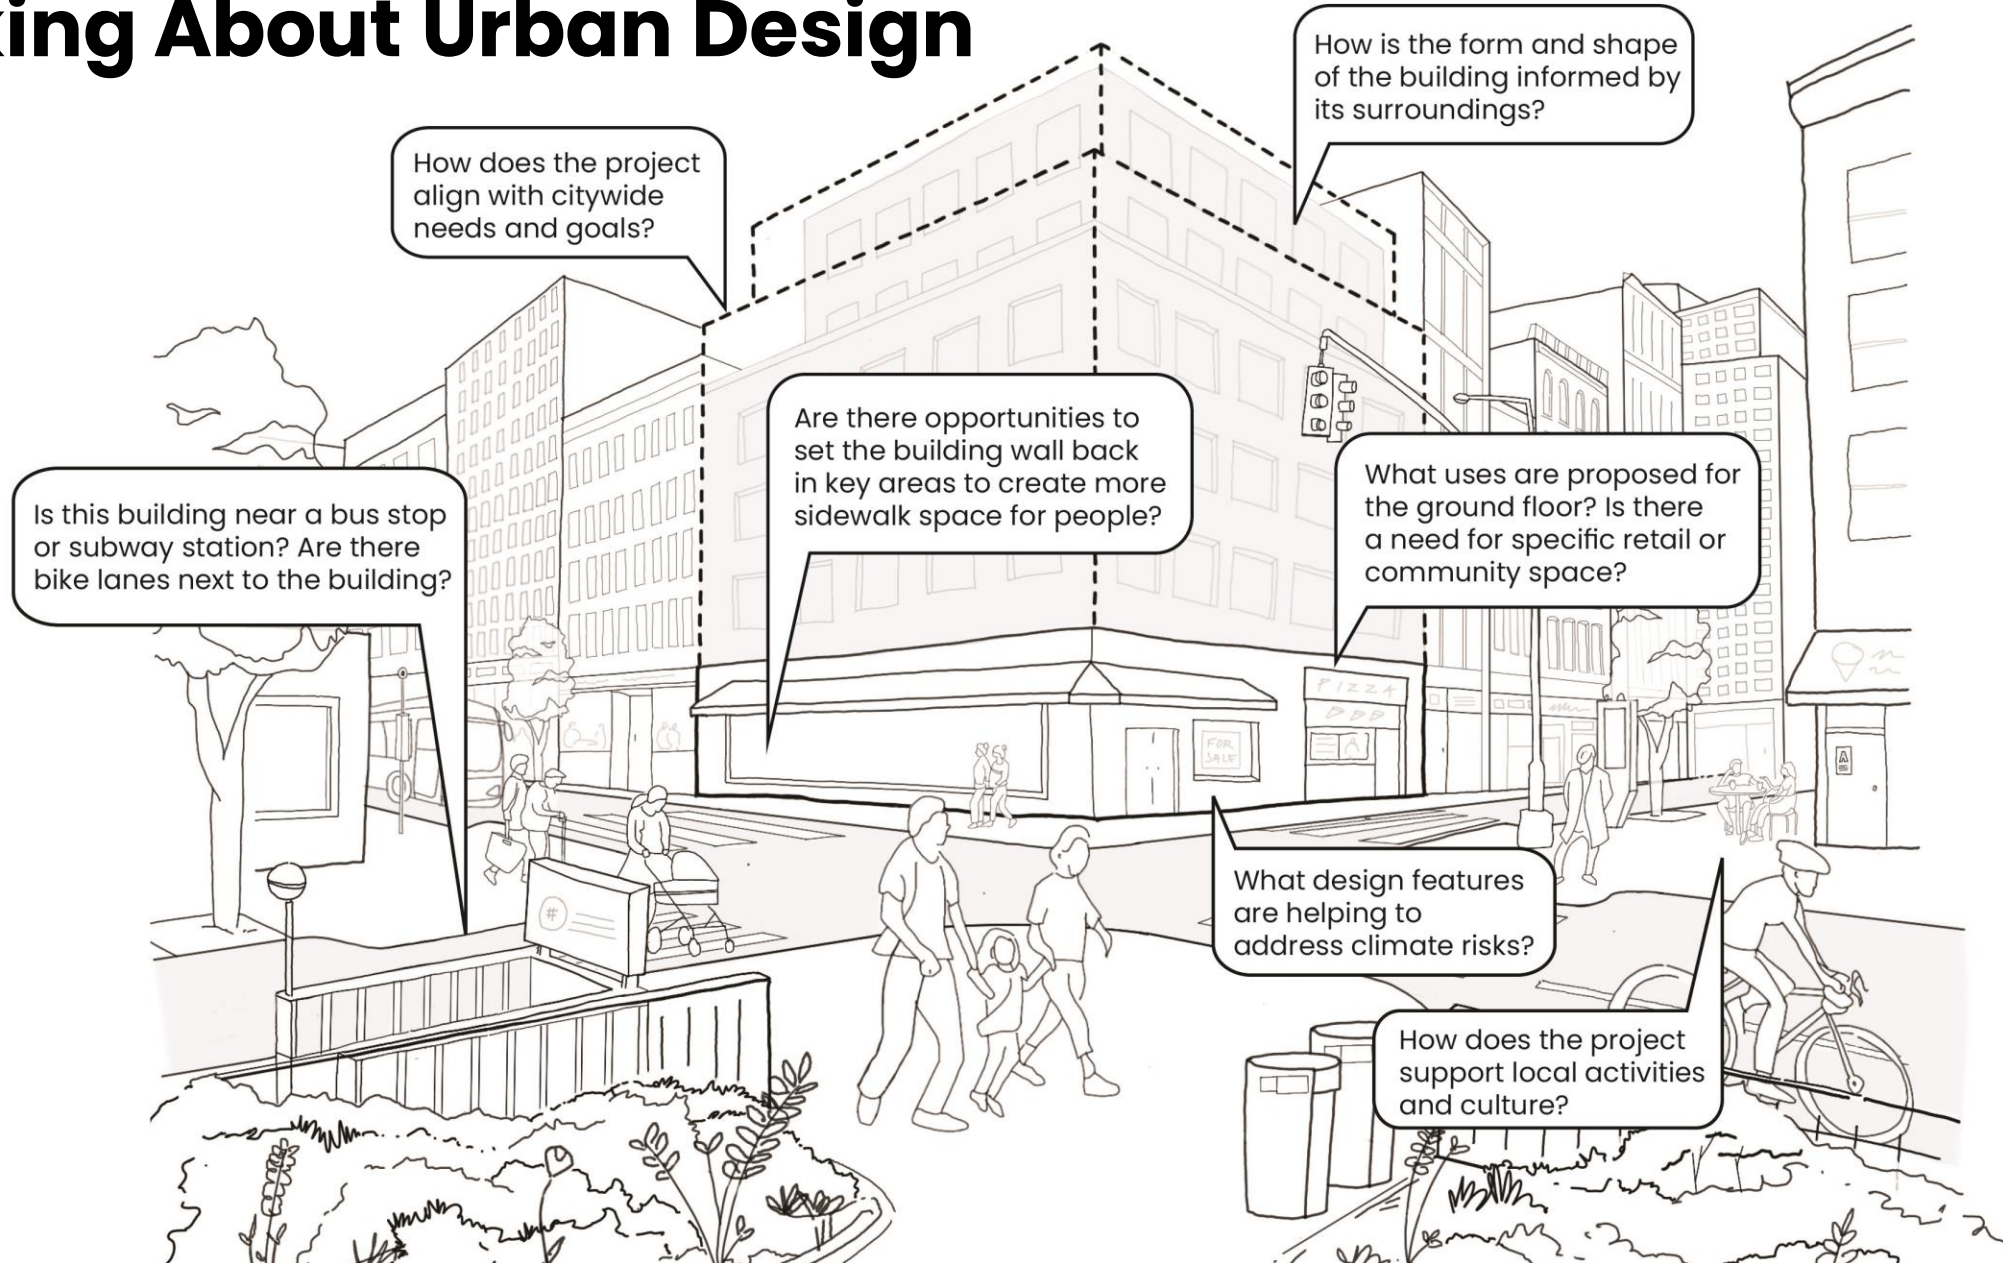 king About Urban Design
How is the form and shape
of the building informed by
its surroundings?
How does the project
align with citywide
needs and goals?
Are there opportunities to
set the building wall back
in key areas to create more
sidewalk space for people?
What uses are proposed for
the ground floor? Is there
a need for specific retail or
community space?
Is this building near a bus stop
or subway station? Are there
bike lanes next to the building?
PIZZA
FOR
SALE
A
#
What design features
are helping to
address climate risks?
How does the project
support local activities
and culture?